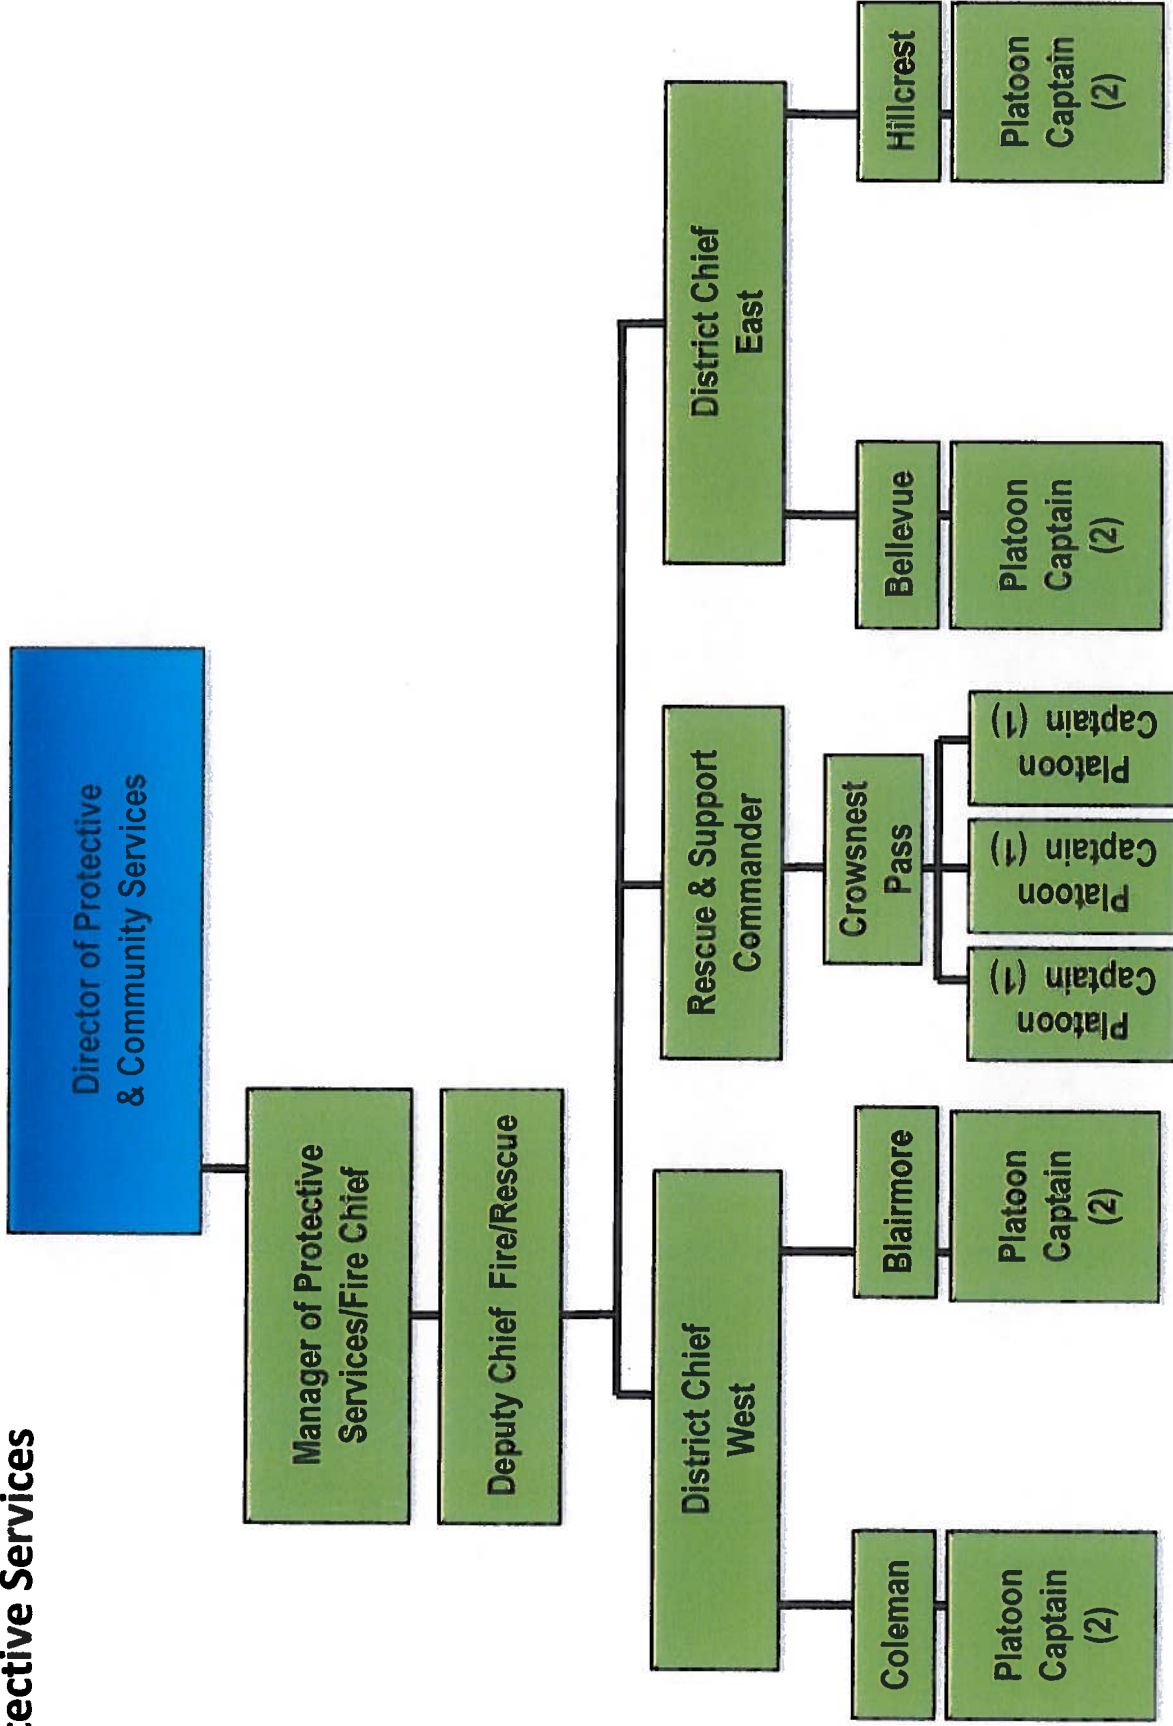 ective Services
Director of Protective
& Community Services
Manager of Protective
Services/Fire Chief
Deputy Chief Fire/Rescue
District Chief
West
Rescue & Support
Commander
District Chief
East
Coleman
Platoon
Captain
(2)
Blairmore
Platoon
Captain
(2)
Crowsnest
Pass
Platoon
Captain (1)
Platoon
Captain (1)
Platoon
Captain (1)
Bellevue
Platoon
Captain
(2)
Hillcrest
Platoon
Captain
(2)